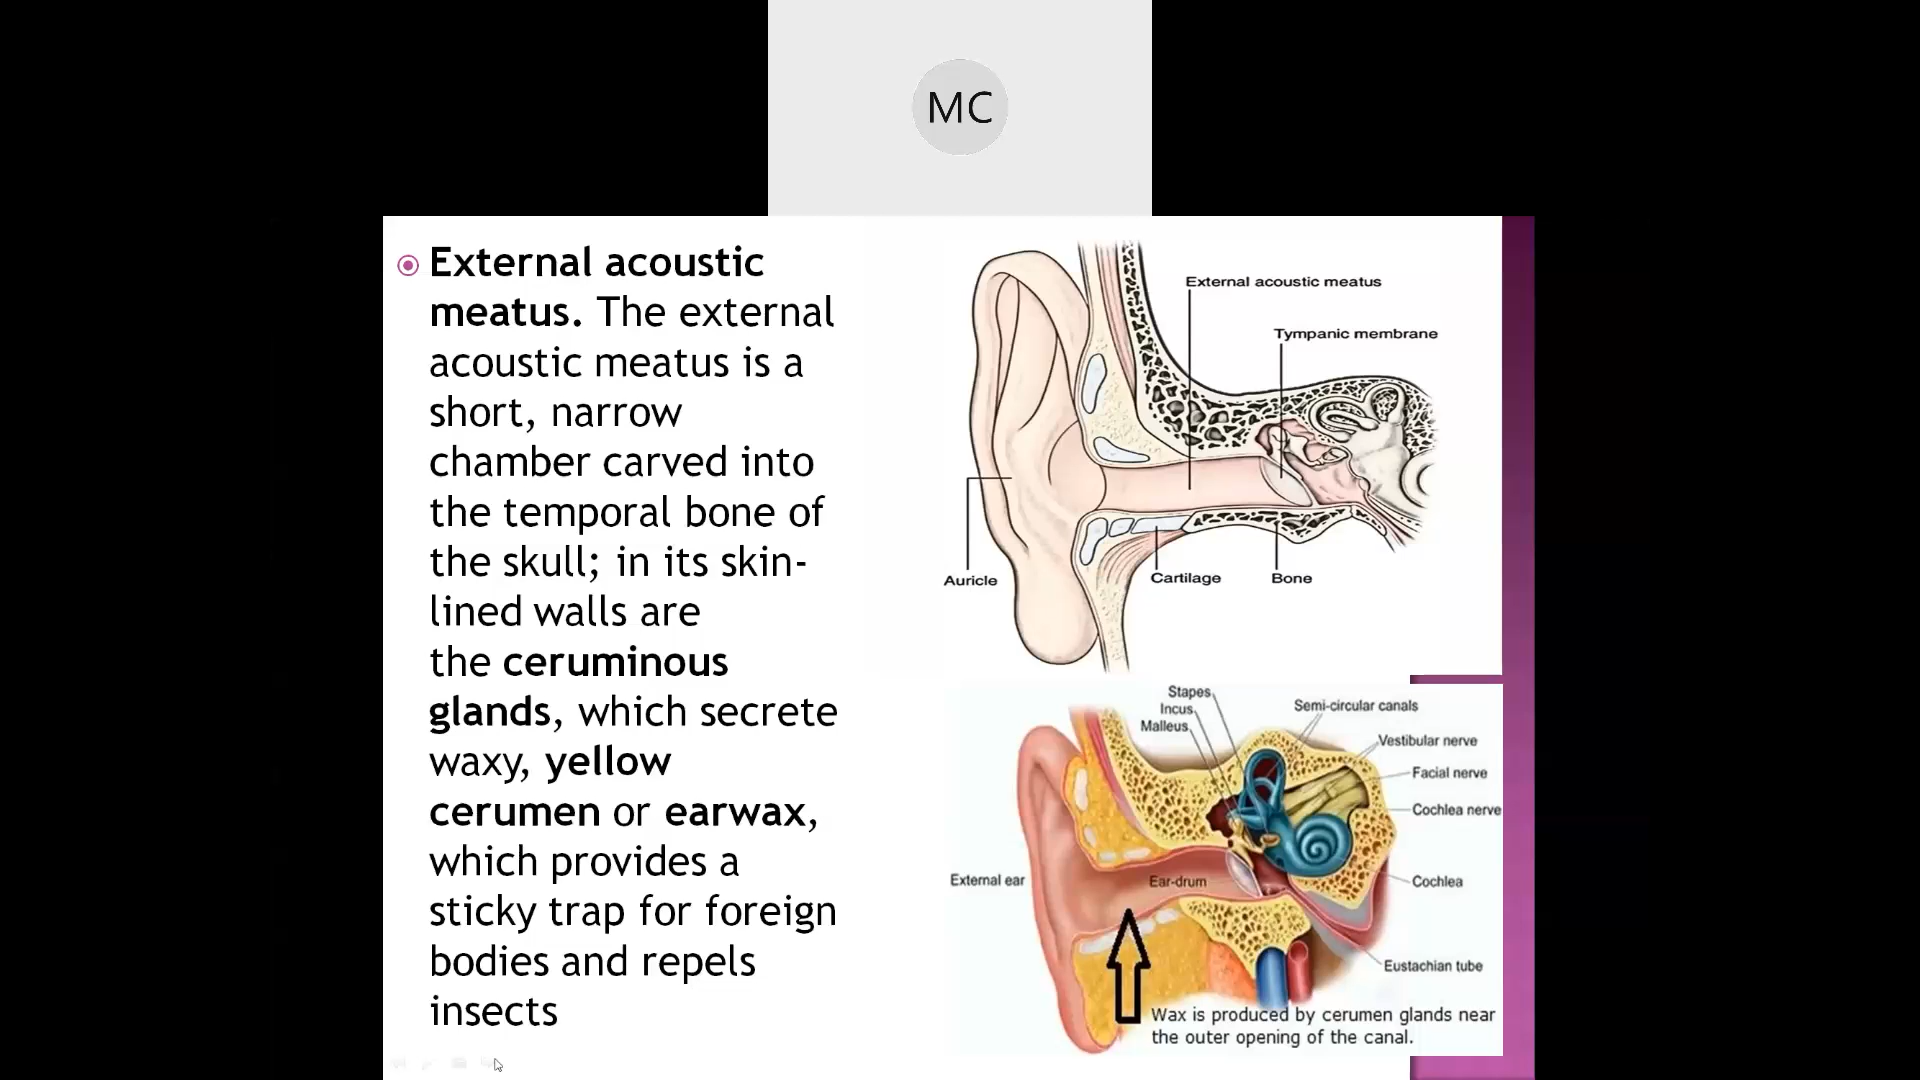 MC
External acoustic
meatus. The external
acoustic meatus is a
short, narrow
chamber carved into
the temporal bone of
the skull; in its skin-
lined walls are
the ceruminous
glands, which secrete
waxy, yellow
cerumen or earwax,
which provides a
sticky trap for foreign
bodies and repels
insects
External acoustic meatus
Tympanic membrane
Auricle
Cartilage
Bone
Stapes
Incus
Malleus
Semi-circular canals
Vestibular nerve
Facial nerve
Cochlea nerve
External ear
Ear-drum
Cochlea
Eustachian tube
Wax is produced by cerumen glands near
the outer opening of the canal.